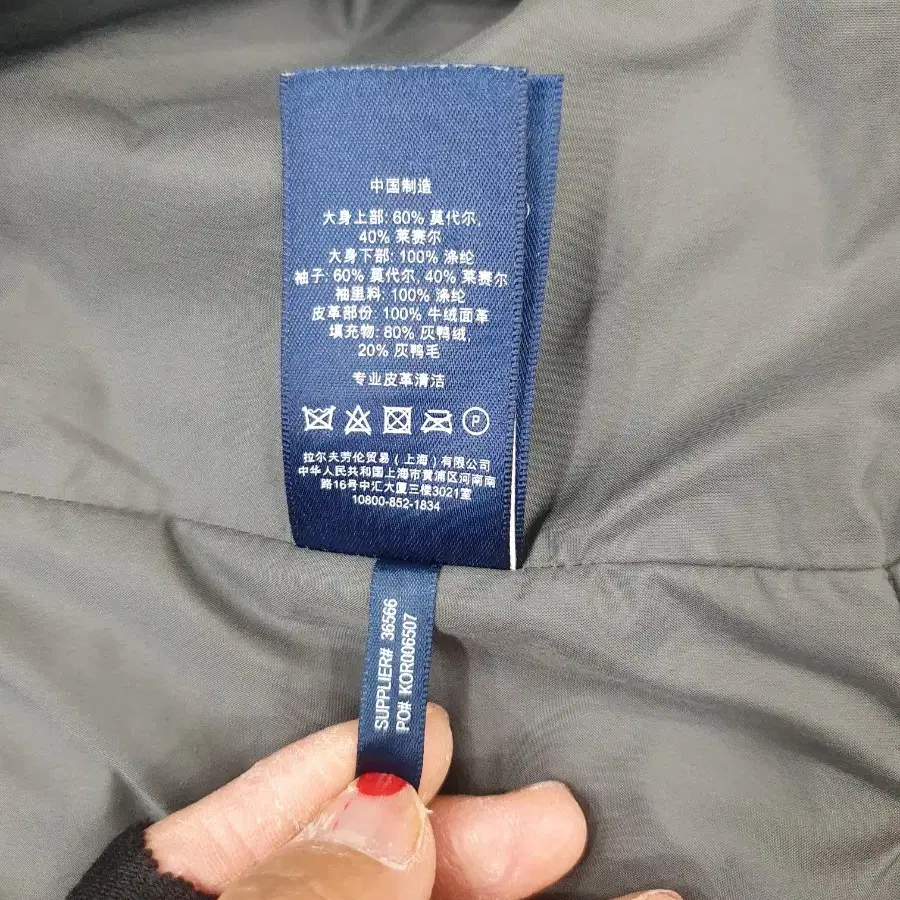 中国制造
大身上部: 60% 莫代尔,
40% 莱赛尔
大身下部: 100% 涤纶
袖子: 60% 莫代尔, 40% 莱赛尔
袖里料: 100% 涤纶
皮革部份: 100% 牛绒面革
填充物: 80% 灰鸭绒,
20% 灰鸭毛
专业皮革清洁
P
拉尔夫劳伦贸易（上海）有限公司
中华人民共和国上海市黄浦区河南南
路16号中汇大厦三楼3021室
10800-852-1834
SUPPLIER# 36566
PO# KOR006507